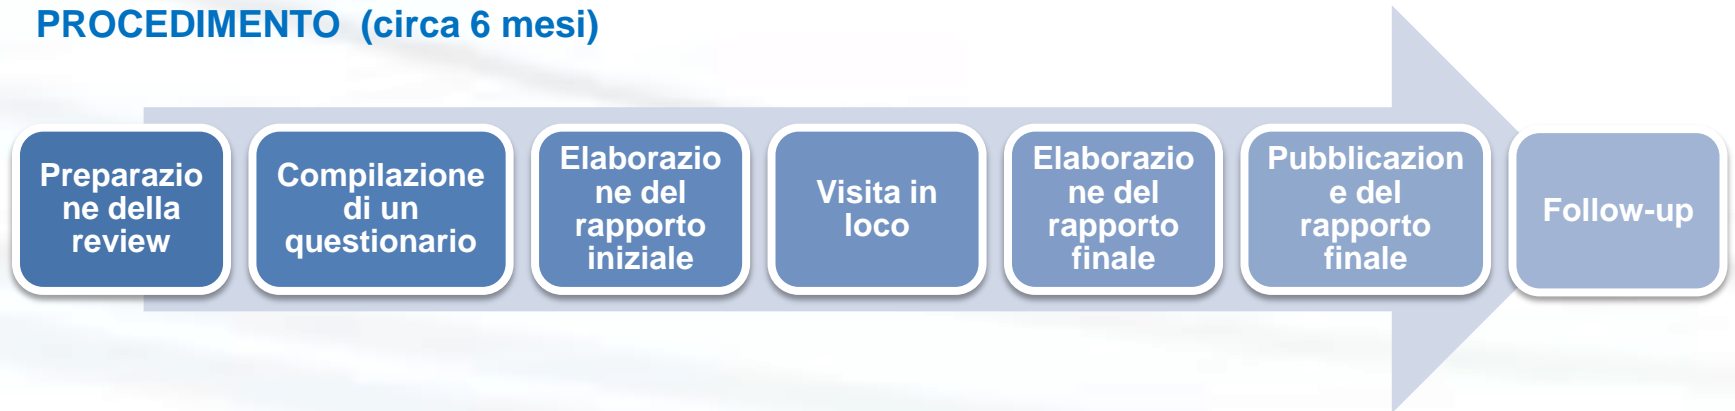 PROCEDIMENTO (circa 6 mesi)
Preparazio
ne della
review
Compilazione
di un
questionario
Elaborazio
ne del
rapporto
iniziale
Visita in
loco
Elaborazio
ne del
rapporto
finale
Pubblicazion
e del
rapporto
finale
Follow-up